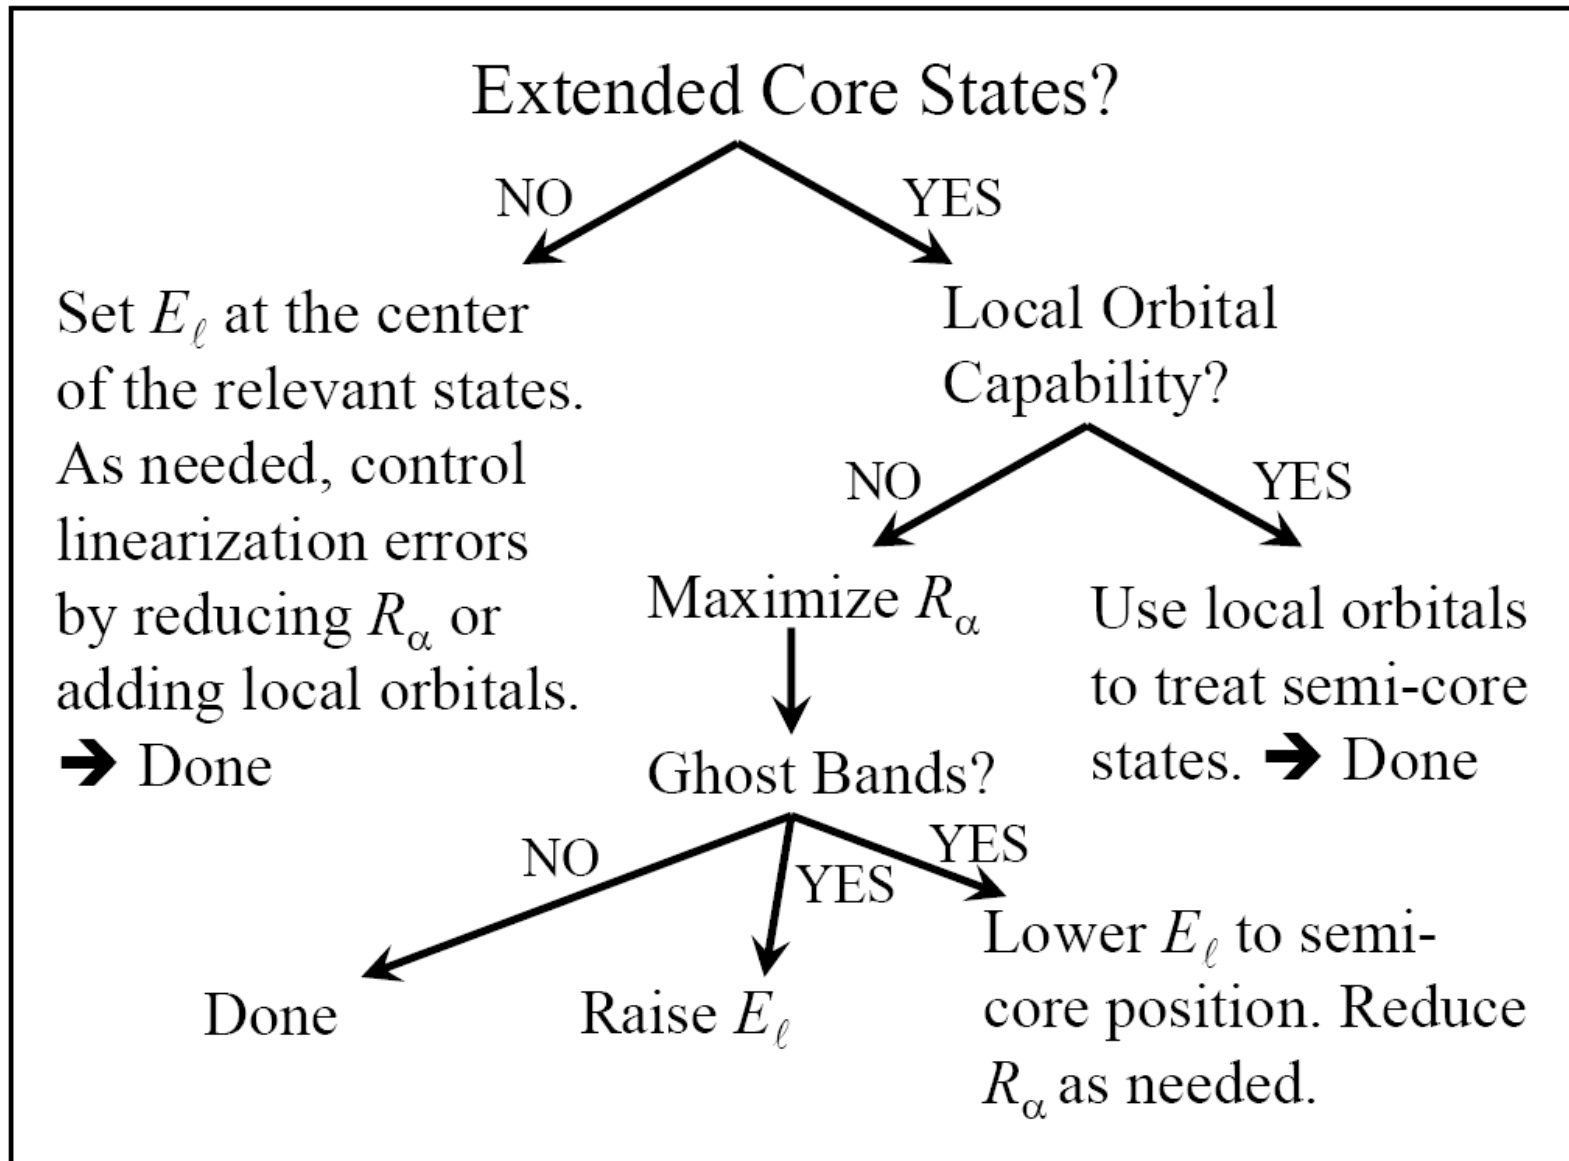 Extended Core States?
NO
YES
Set Eℓ at the center
of the relevant states.
As needed, control
linearization errors
by reducing Rα or
adding local orbitals.
➔ Done
Local Orbital
Capability?
NO
YES
Maximize Rα
Use local orbitals
to treat semi-core
states. ➔ Done
Ghost Bands?
NO
YES
YES
Done
Raise Eℓ
Lower Eℓ to semi-
core position. Reduce
Rα as needed.